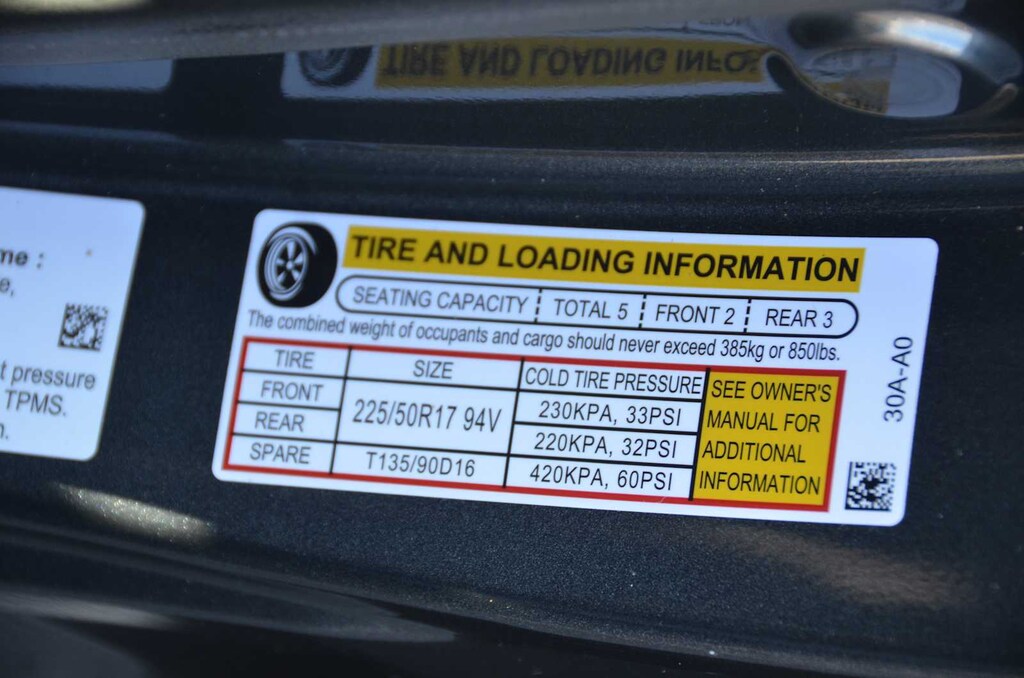 TIRE AND LOADING INFO
me :
e,
t pressure
TPMS.
n.
TIRE AND LOADING INFORMATION
SEATING CAPACITY TOTAL 5 FRONT 2 REAR 3
The combined weight of occupants and cargo should never exceed 385kg or 850lbs.
TIRE SIZE COLD TIRE PRESSURE SEE OWNER'S MANUAL FOR ADDITIONAL INFORMATION
FRONT 225/50R17 94V 230KPA, 33PSI
REAR 220KPA, 32PSI
SPARE T135/90D16 420KPA, 60PSI
30A-A0